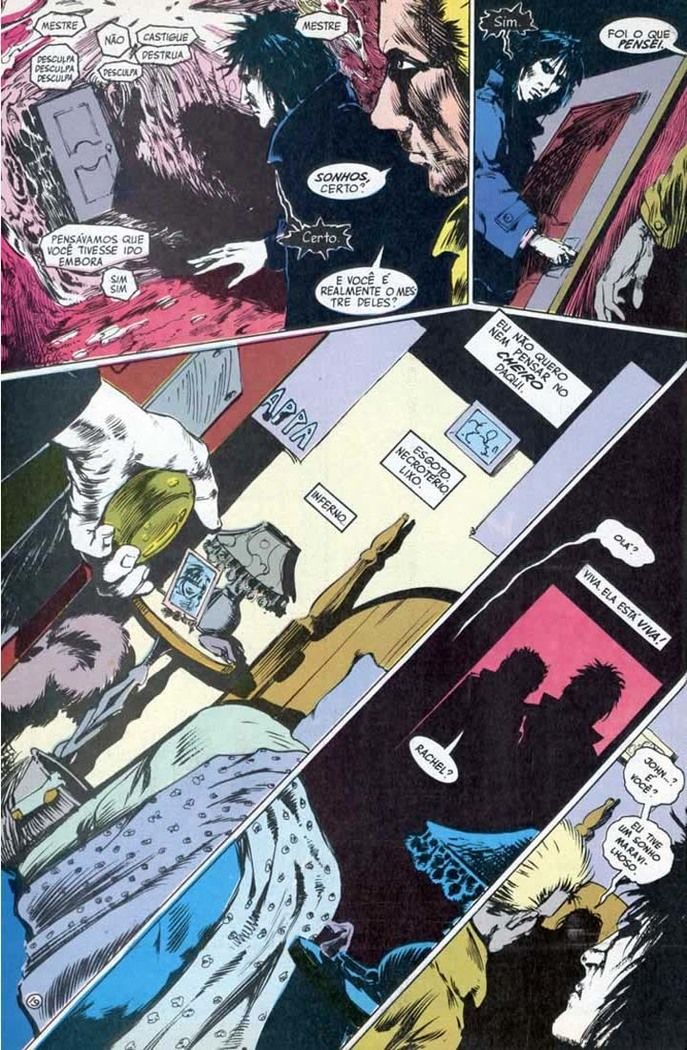 MESTRE
DESCULPA
DESCULPA
DESCULPA
NÃO
DESCULPA
CASTIGUE
DESTRUA
MESTRE
SONHOS,
CERTO?
Certo.
PENSÁVAMOS QUE
VOCÊ TIVESSE IDO
EMBORA
SIM
SIM
E VOCÊ É
REALMENTE O MES-
TRE DELES?
Sim.
FOI O QUE
PENSEI.
EU NÃO QUERO
NEM PENSAR NO
CHEIRO
DAQUI.
APPA
ESGOTO,
NECROTÉRIO,
LIXO.
INFERNO.
OLÁ?
VIVA. ELA ESTÁ VIVA!
RACHEL?
JOHN...?
É
VOCÊ?
EU TIVE
UM SONHO
MARAVI-
LHOSO.
19